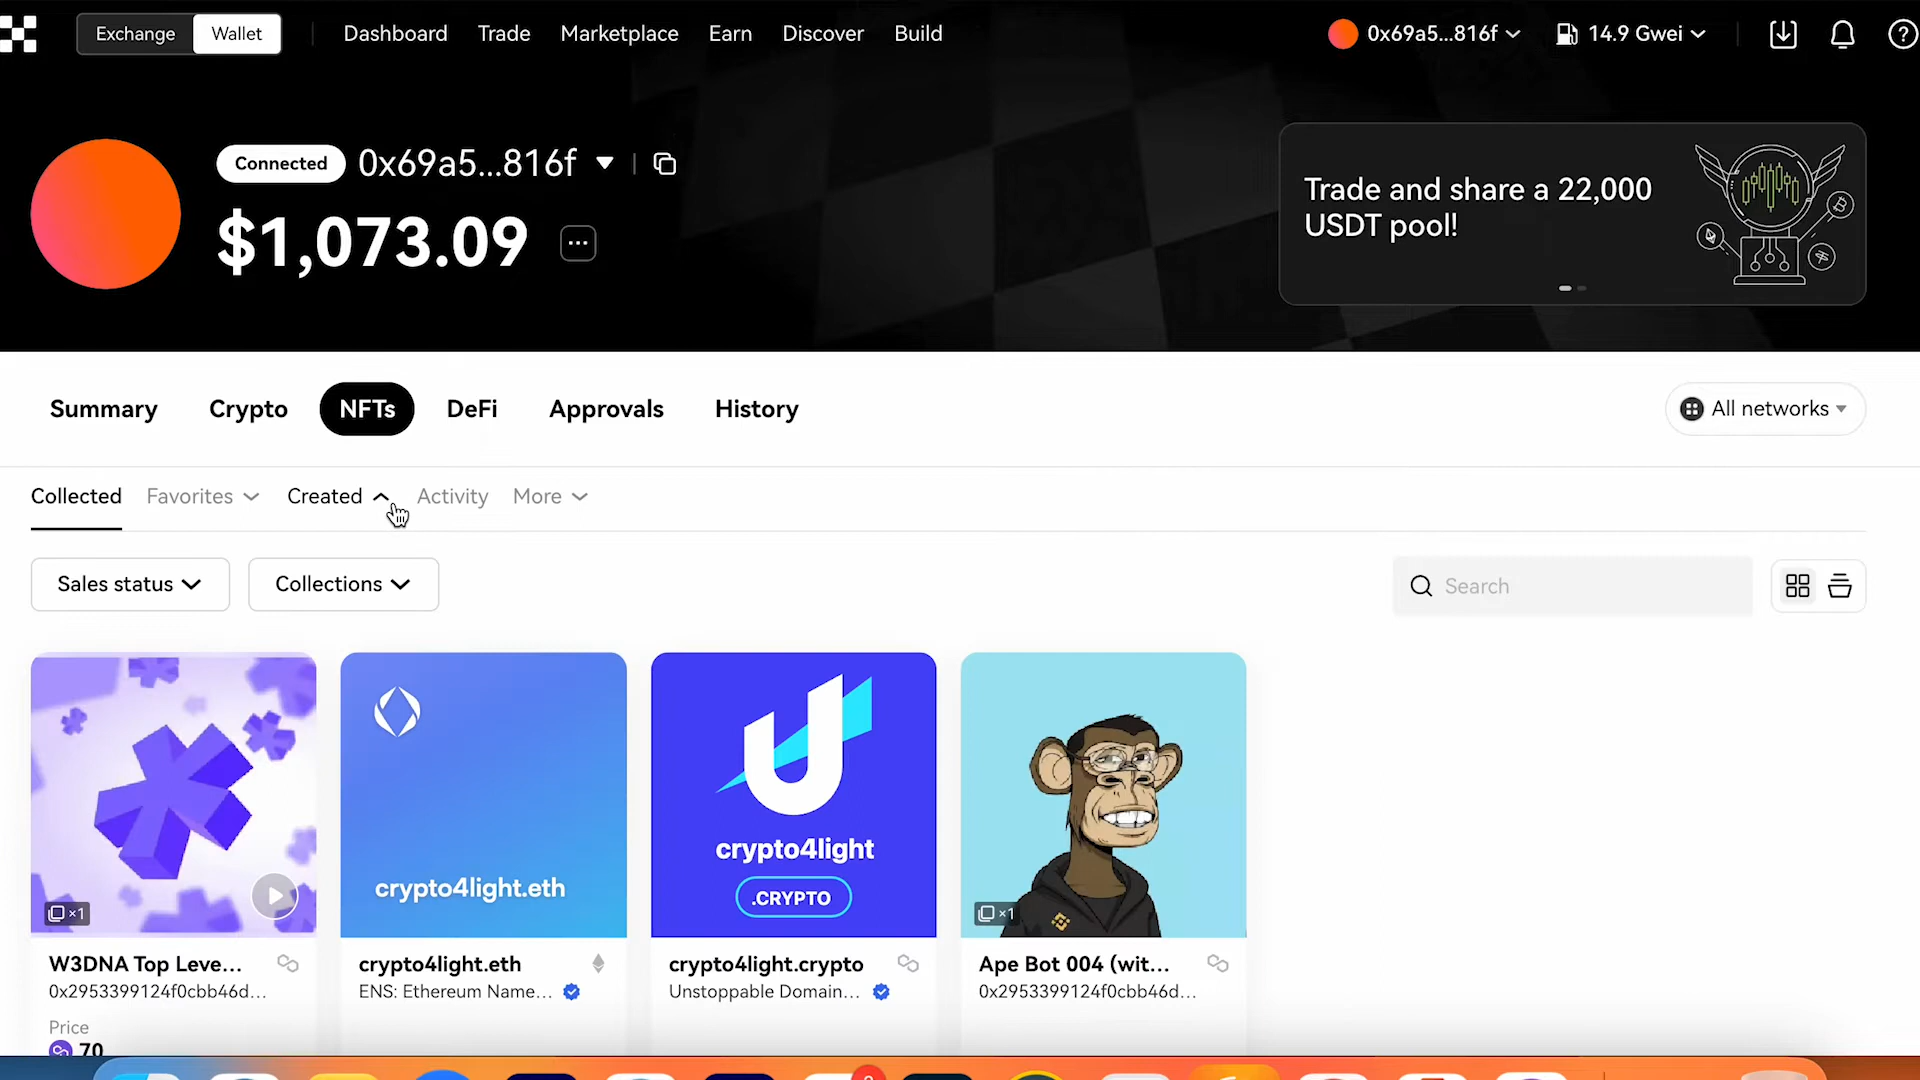 Exchange Wallet Dashboard Trade Marketplace Earn Discover Build 0x69a5...816f 14.9 Gwei
Connected 0x69a5...816f
$1,073.09
Trade and share a 22,000
USDT pool!
Summary Crypto NFTs DeFi Approvals History All networks
Collected Favorites Created Activity More
Sales status Collections Search
crypto4light.eth
crypto4light
.CRYPTO
×1
×1
W3DNA Top Leve...
0x2953399124f0cbb46d...
Price
70
crypto4light.eth
ENS: Ethereum Name...
crypto4light.crypto
Unstoppable Domain...
Ape Bot 004 (wit...
0x2953399124f0cbb46d...